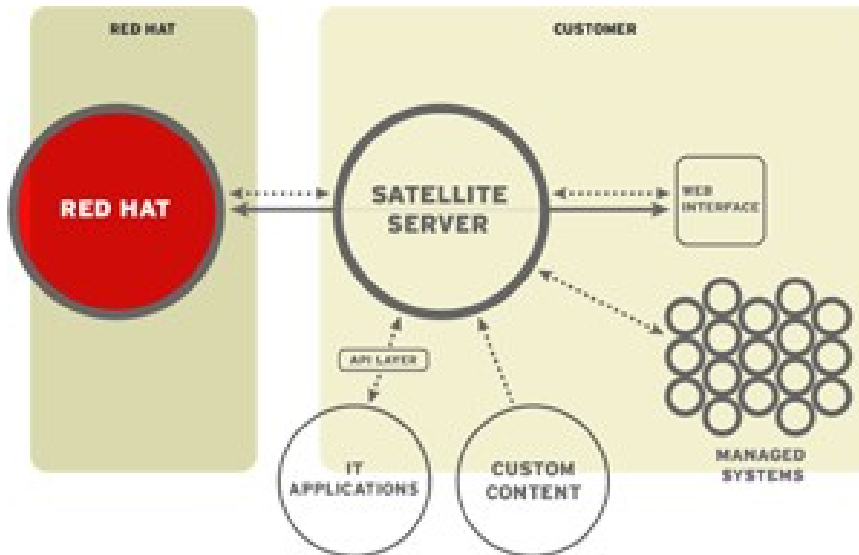 RED HAT
CUSTOMER
RED HAT
SATELLITE
SERVER
WEB
INTERFACE
API LAYER
IT
APPLICATIONS
CUSTOM
CONTENT
MANAGED
SYSTEMS